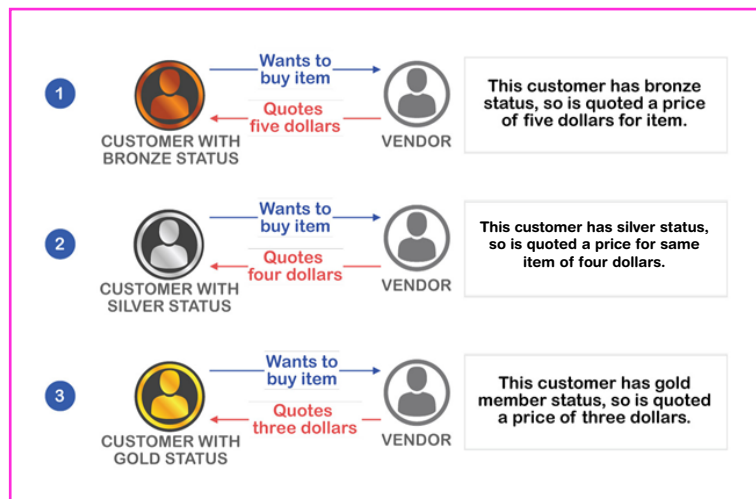 1
Wants to
buy item
Quotes
five dollars
CUSTOMER WITH
BRONZE STATUS
VENDOR
This customer has bronze
status, so is quoted a price
of five dollars for item.
2
Wants to
buy item
Quotes
four dollars
CUSTOMER WITH
SILVER STATUS
VENDOR
This customer has silver status,
so is quoted a price for same
item of four dollars.
3
Wants to
buy item
Quotes
three dollars
CUSTOMER WITH
GOLD STATUS
VENDOR
This customer has gold
member status, so is quoted
a price of three dollars.